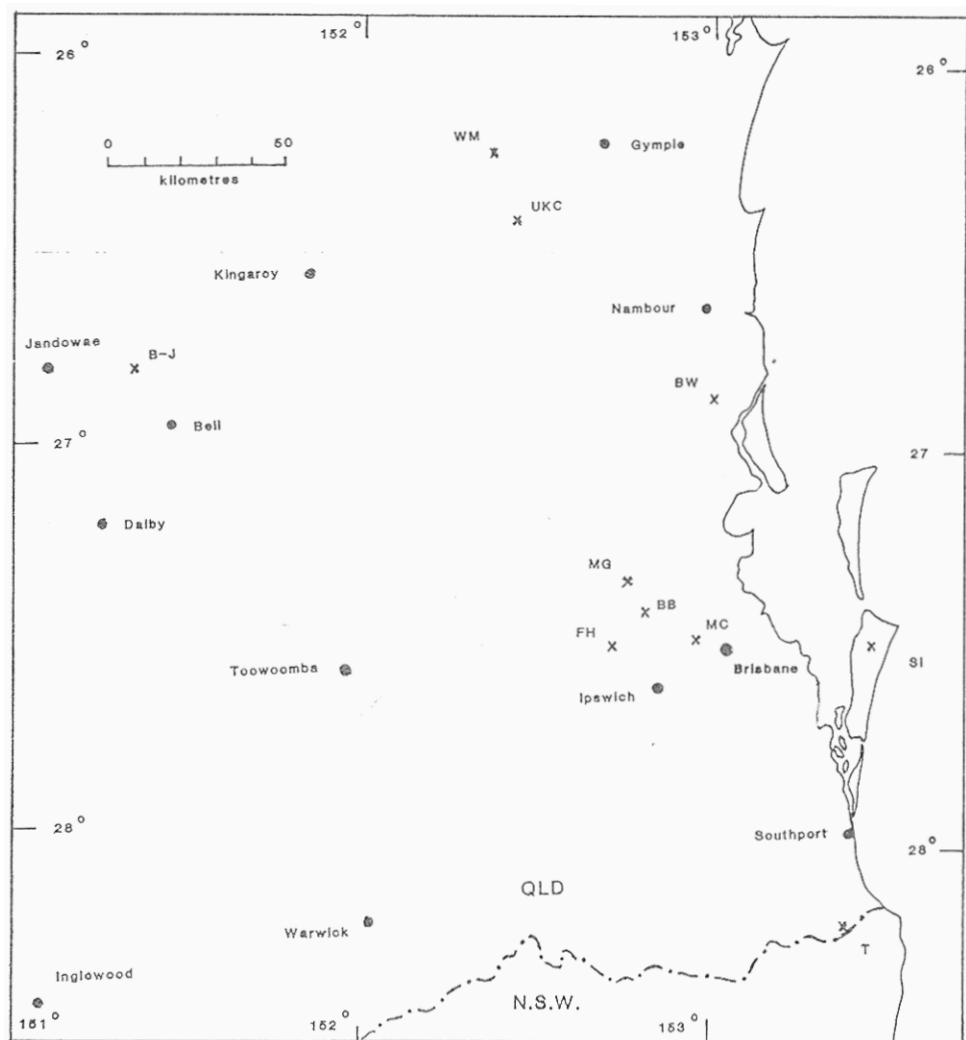 152°
153°
26°
26°
0 50
kilometres
WM
Gympie
UKC
Kingaroy
Nambour
Jandowae
B-J
BW
Bell
27°
27
Dalby
MG
BB
FH
MC
SI
Toowoomba
Brisbane
Ipswich
28°
Southport
28°
QLD
Warwick
T
Inglewood
N.S.W.
151°
152°
153°